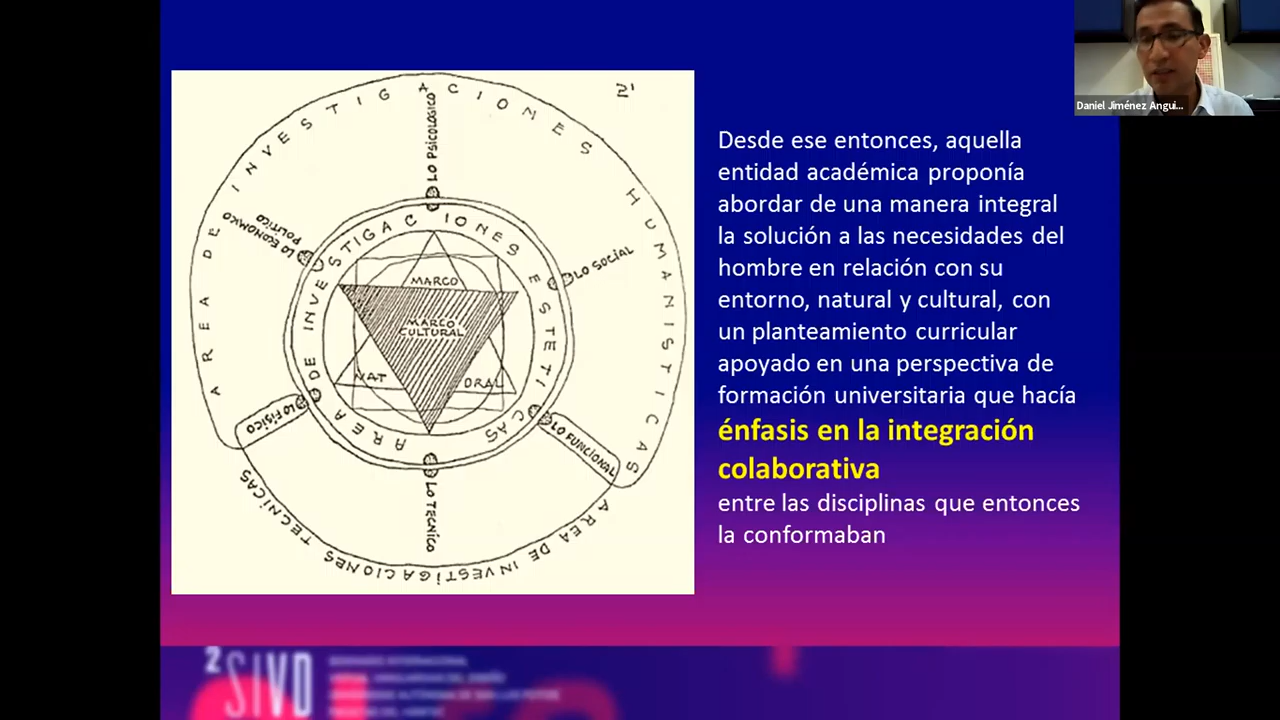 Daniel Jiménez Angui...
2'
AREA DE INVESTIGACIONES HUMANISTICAS
LO PSICOLOGICO
LO ECONOMICO
POLITICO
LO SOCIAL
AREA DE INVESTIGACIONES ESTETICAS
MARCO
MARCO
CULTURAL
NAT
LO FÍSICO
LO FUNCIONAL
LO TECNICO
AREA DE INVESTIGACIONES TECNICAS
Desde ese entonces, aquella
entidad académica proponía
abordar de una manera integral
la solución a las necesidades del
hombre en relación con su
entorno, natural y cultural, con
un planteamiento curricular
apoyado en una perspectiva de
formación universitaria que hacía
énfasis en la integración
colaborativa
entre las disciplinas que entonces
la conformaban
2 SIVD